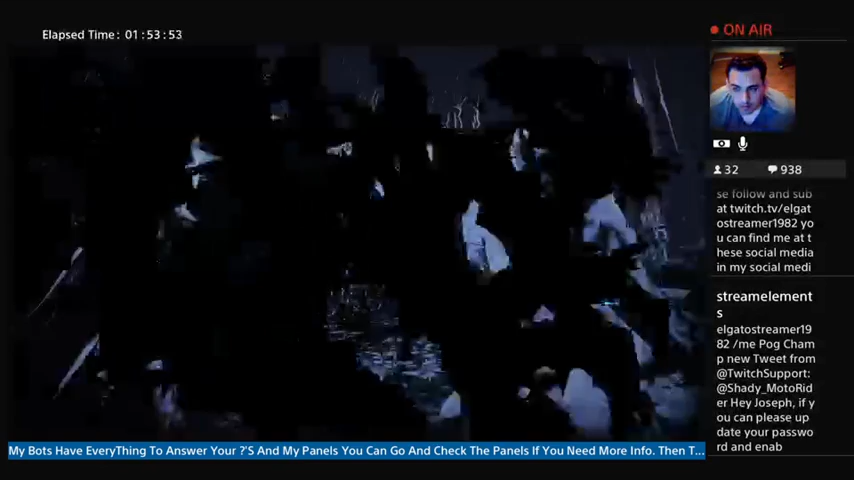 Elapsed Time: 01:53:53
ON AIR
32 938
se follow and sub
at twitch.tv/elgat
ostreamer1982 yo
u can find me at t
hese social media
in my social medi
streamelement
s
elgatostreamer19
82 /me Pog Cham
p new Tweet from
@TwitchSupport:
@Shady_MotoRid
er Hey Joseph, if y
ou can please up
date your passwo
rd and enab
My Bots Have EveryThing To Answer Your ?'S And My Panels You Can Go And Check The Panels If You Need More Info. Then T...